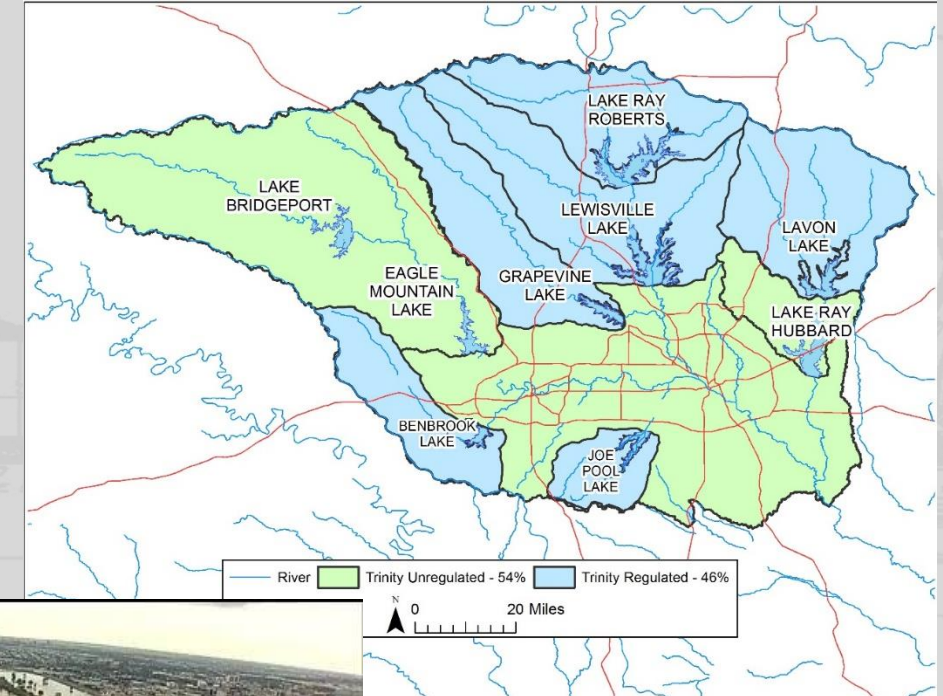 LAKE RAY
ROBERTS
LAKE
BRIDGEPORT
LEWISVILLE
LAKE
LAVON
LAKE
EAGLE
MOUNTAIN
LAKE
GRAPEVINE
LAKE
LAKE RAY
HUBBARD
BENBROOK
LAKE
JOE
POOL
LAKE
River Trinity Unregulated - 54% Trinity Regulated - 46%
N
0 20 Miles